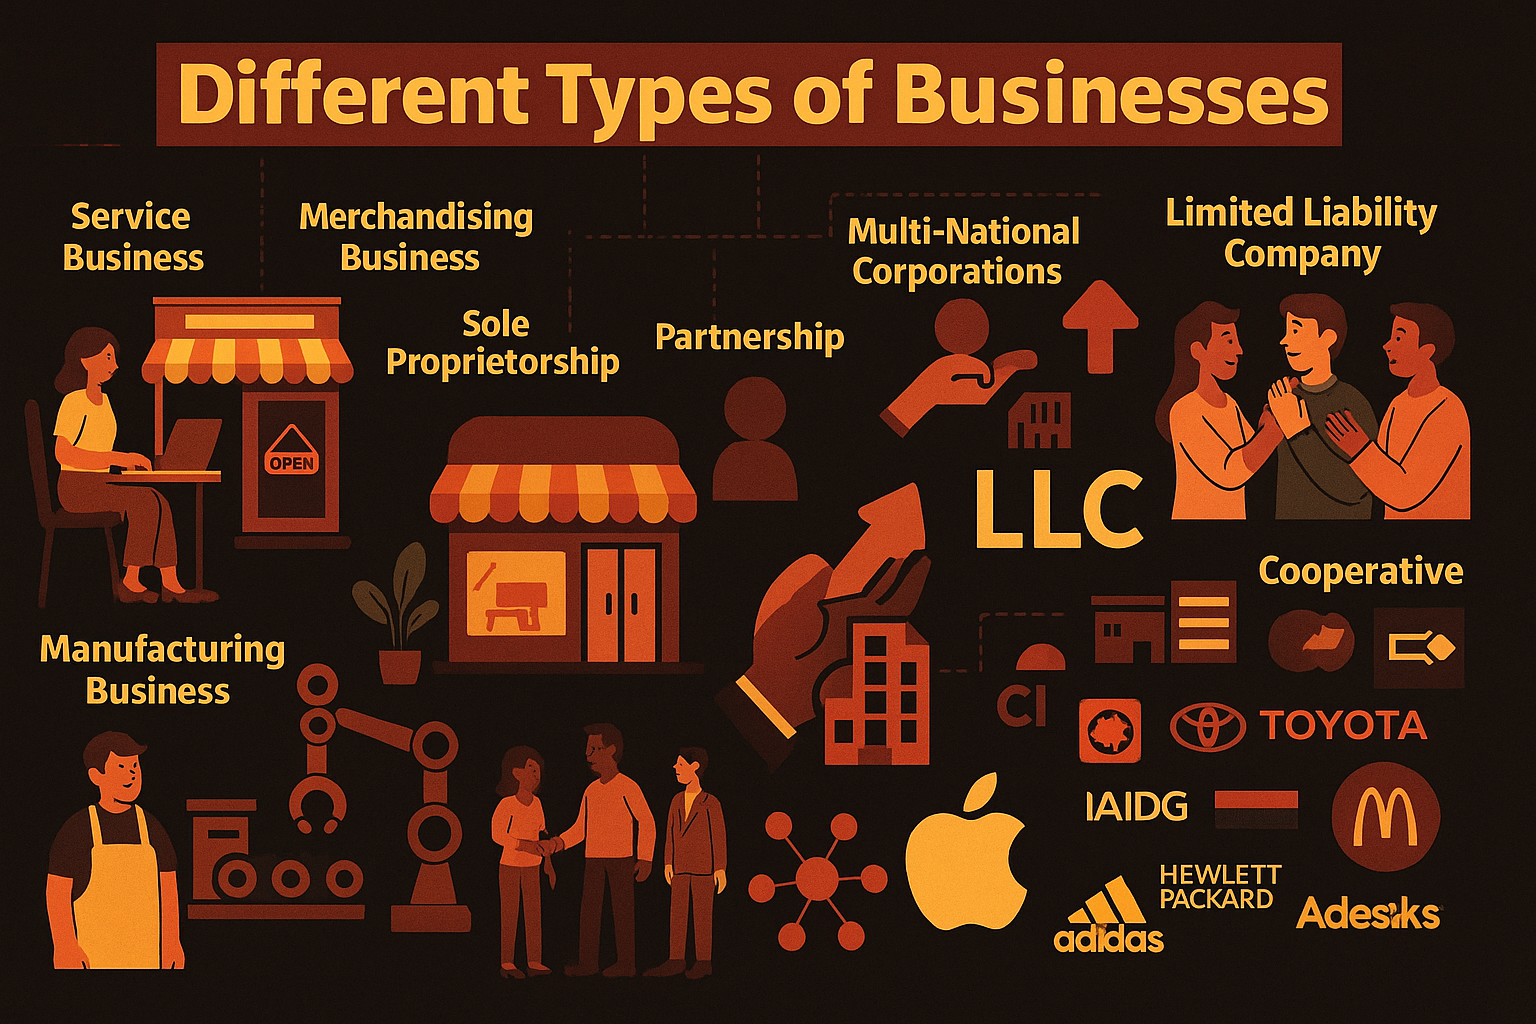 Different Types of Businesses
Service
Business
Merchandising
Business
Sole
Proprietorship
Partnership
Multi-National
Corporations
Limited Liability
Company
OPEN
LLC
Cooperative
Manufacturing
Business
CI
TOYOTA
IAIDG
HEWLETT
PACKARD
adidas
Adesiks